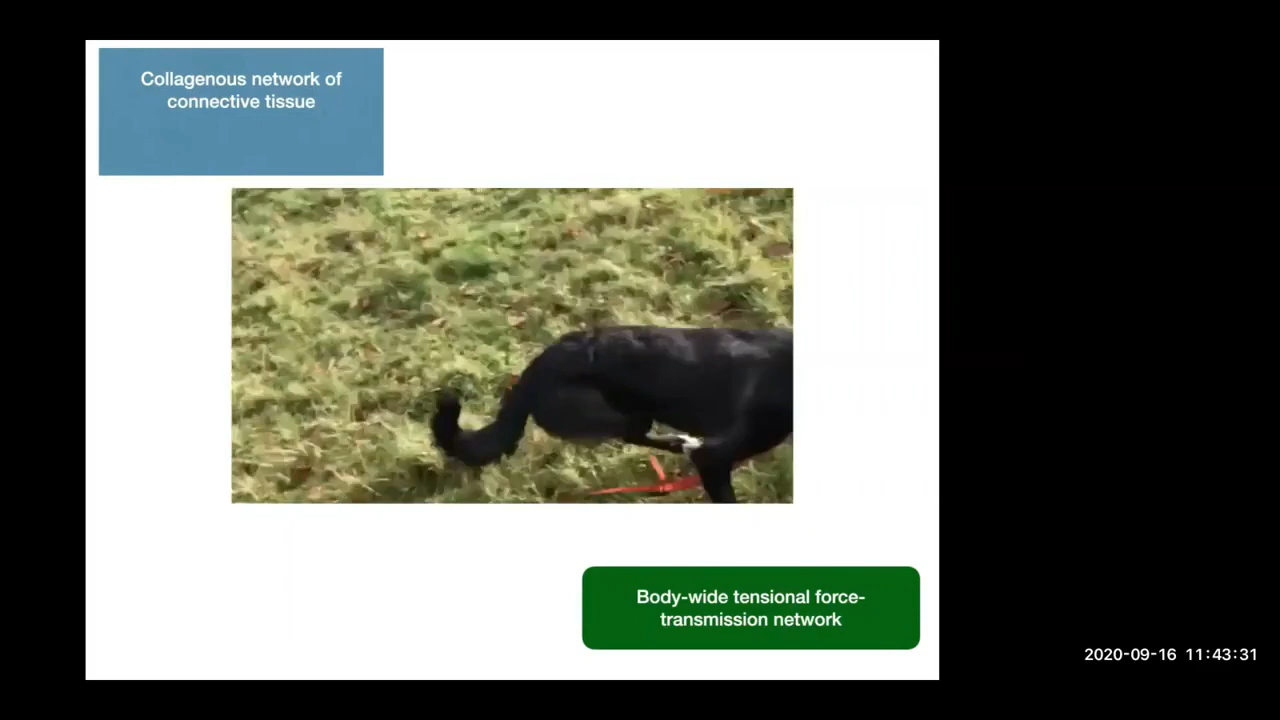 Collagenous network of
connective tissue
Body-wide tensional force-
transmission network
2020-09-16 11:43:31